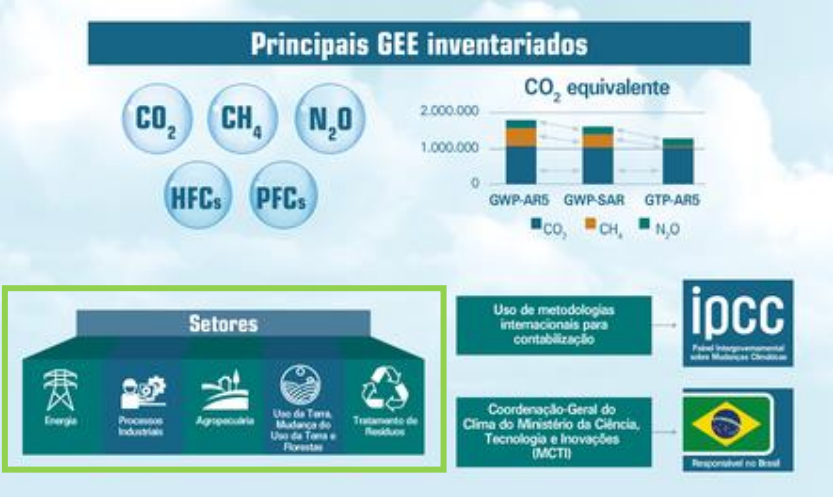 Principais GEE inventariados
CO2
CH4
N2O
HFCs
PFCs
CO2 equivalente
2.000.000
1.000.000
0
GWP-AR5
GWP-SAR
GTP-AR5
CO2
CH4
N2O
Setores
Energia
Processos
Industriais
Agropecuária
Uso da Terra,
Mudança do
Uso da Terra e
Florestas
Tratamento de
Resíduos
Uso de metodologias
internacionais para
contabilização
ipcc
Painel Intergovernamental
sobre Mudanças Climáticas
Coordenação-Geral do
Clima do Ministério da Ciência,
Tecnologia e Inovações
(MCTI)
Responsável no Brasil